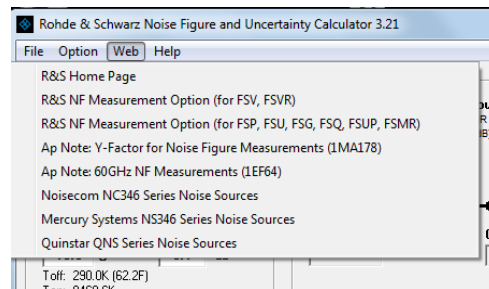 Rohde & Schwarz Noise Figure and Uncertainty Calculator 3.21
File Option Web Help
R&S Home Page
R&S NF Measurement Option (for FSV, FSVR)
R&S NF Measurement Option (for FSP, FSU, FSG, FSQ, FSUP, FSMR)
Ap Note: Y-Factor for Noise Figure Measurements (1MA178)
Ap Note: 60GHz NF Measurements (1EF64)
Noisecom NC346 Series Noise Sources
Mercury Systems NS346 Series Noise Sources
Quinstar QNS Series Noise Sources
Toff: 290.0K (62.2F)